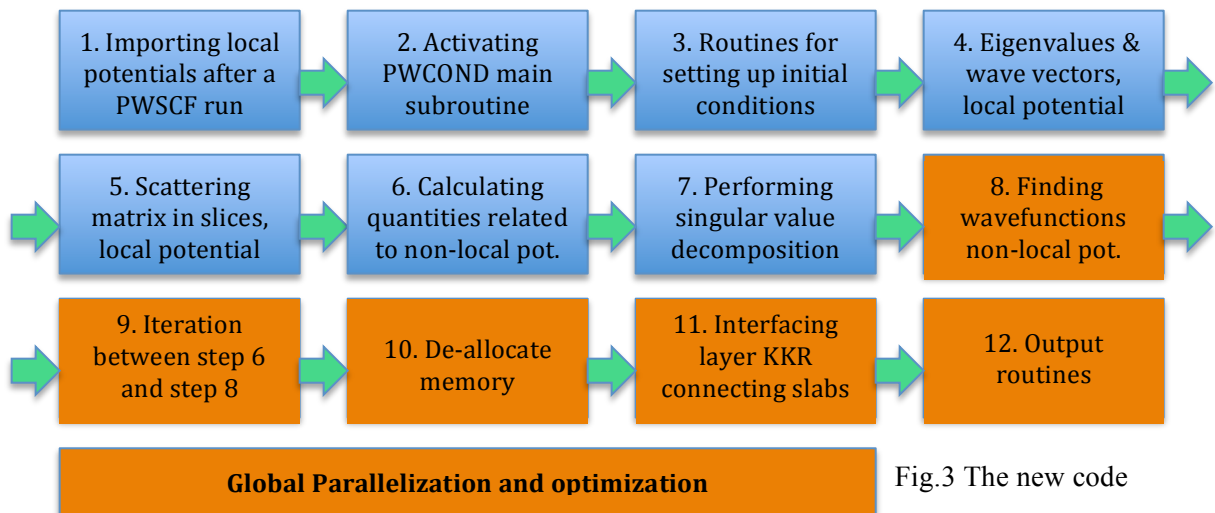 1. Importing local
potentials after a
PWSCF run
2. Activating
PWCOND main
subroutine
3. Routines for
setting up initial
conditions
4. Eigenvalues &
wave vectors,
local potential
5. Scattering
matrix in slices,
local potential
6. Calculating
quantities related
to non-local pot.
7. Performing
singular value
decomposition
8. Finding
wavefunctions
non-local pot.
9. Iteration
between step 6
and step 8
10. De-allocate
memory
11. Interfacing
layer KKR
connecting slabs
12. Output
routines
Global Parallelization and optimization
Fig.3 The new code